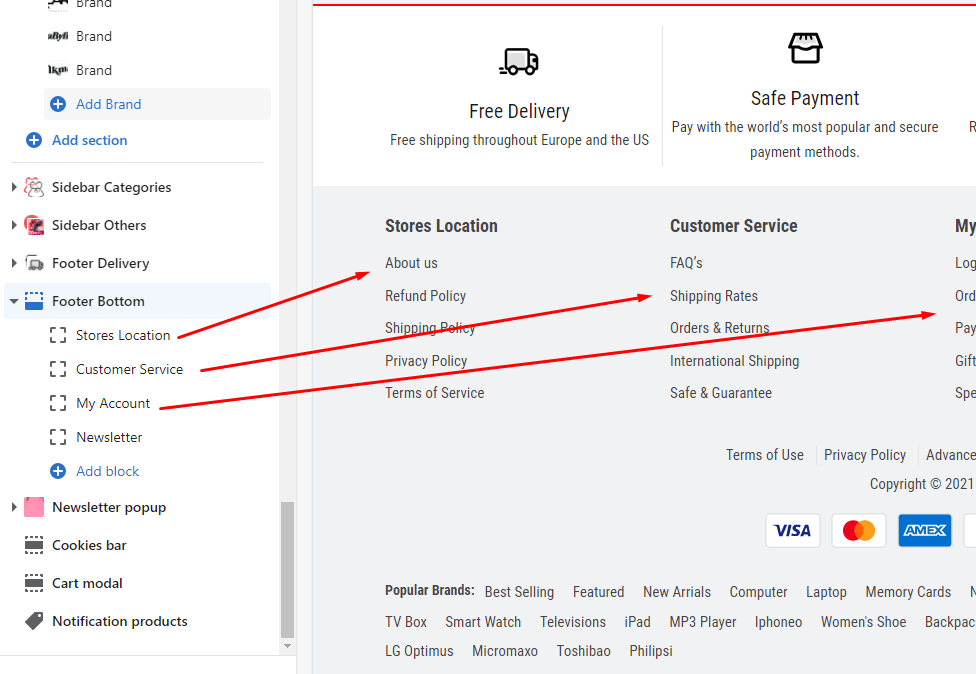 Brand
Brand
Brand
Add Brand
Add section
Sidebar Categories
Sidebar Others
Footer Delivery
Footer Bottom
Stores Location
Customer Service
My Account
Newsletter
Add block
Newsletter popup
Cookies bar
Cart modal
Notification products
Free Delivery
Free shipping throughout Europe and the US
Safe Payment
Pay with the world’s most popular and secure
payment methods.
R
Stores Location
About us
Refund Policy
Shipping Policy
Privacy Policy
Terms of Service
Customer Service
FAQ’s
Shipping Rates
Orders & Returns
International Shipping
Safe & Guarantee
My
Log
Ord
Pay
Gift
Spe
Terms of Use Privacy Policy Advance
Copyright © 2021
VISA AMEX
Popular Brands: Best Selling Featured New Arrials Computer Laptop Memory Cards
TV Box Smart Watch Televisions iPad MP3 Player Iphoneo Women's Shoe Backpac
LG Optimus Micromaxo Toshibao Philipsi